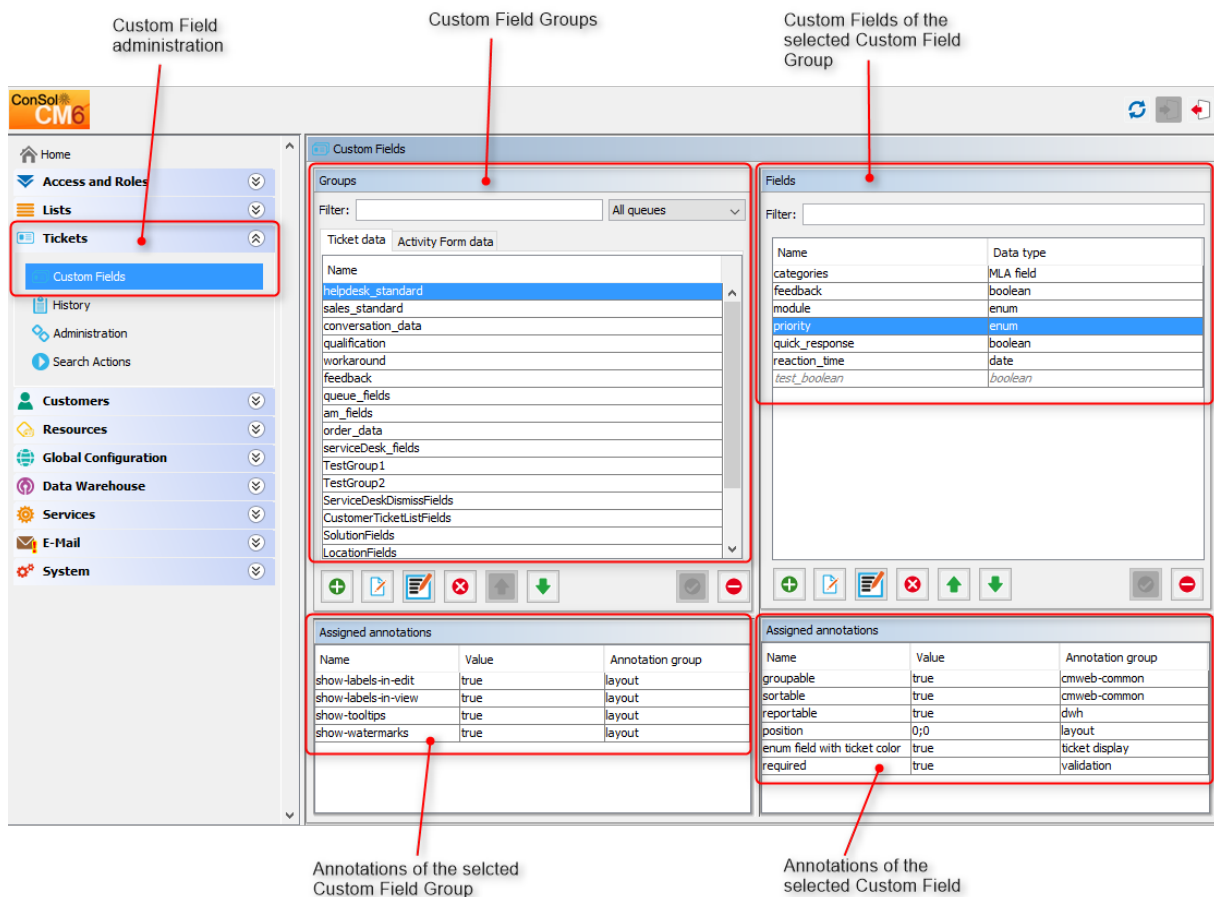 Custom Field
administration
Custom Field Groups
Custom Fields of the
selected Custom Field
Group
ConSol
CM6
Home
Access and Roles
Lists
Tickets
Custom Fields
History
Administration
Search Actions
Customers
Resources
Global Configuration
Data Warehouse
Services
E-Mail
System
Custom Fields
Groups
Filter: All queues
Ticket data Activity Form data
Name
helpdesk_standard
sales_standard
conversation_data
qualification
workaround
feedback
queue_fields
am_fields
order_data
serviceDesk_fields
TestGroup1
TestGroup2
ServiceDeskDismissFields
CustomerTicketListFields
SolutionFields
LocationFields
Fields
Filter:
Name Data type
categories MLA field
feedback boolean
module enum
priority enum
quick_response boolean
reaction_time date
test_boolean boolean
Assigned annotations
Name Value Annotation group
show-labels-in-edit true layout
show-labels-in-view true layout
show-tooltips true layout
show-watermarks true layout
Assigned annotations
Name Value Annotation group
groupable true cmweb-common
sortable true cmweb-common
reportable true dwh
position 0;0 layout
enum field with ticket color true ticket display
required true validation
Annotations of the selcted
Custom Field Group
Annotations of the
selected Custom Field